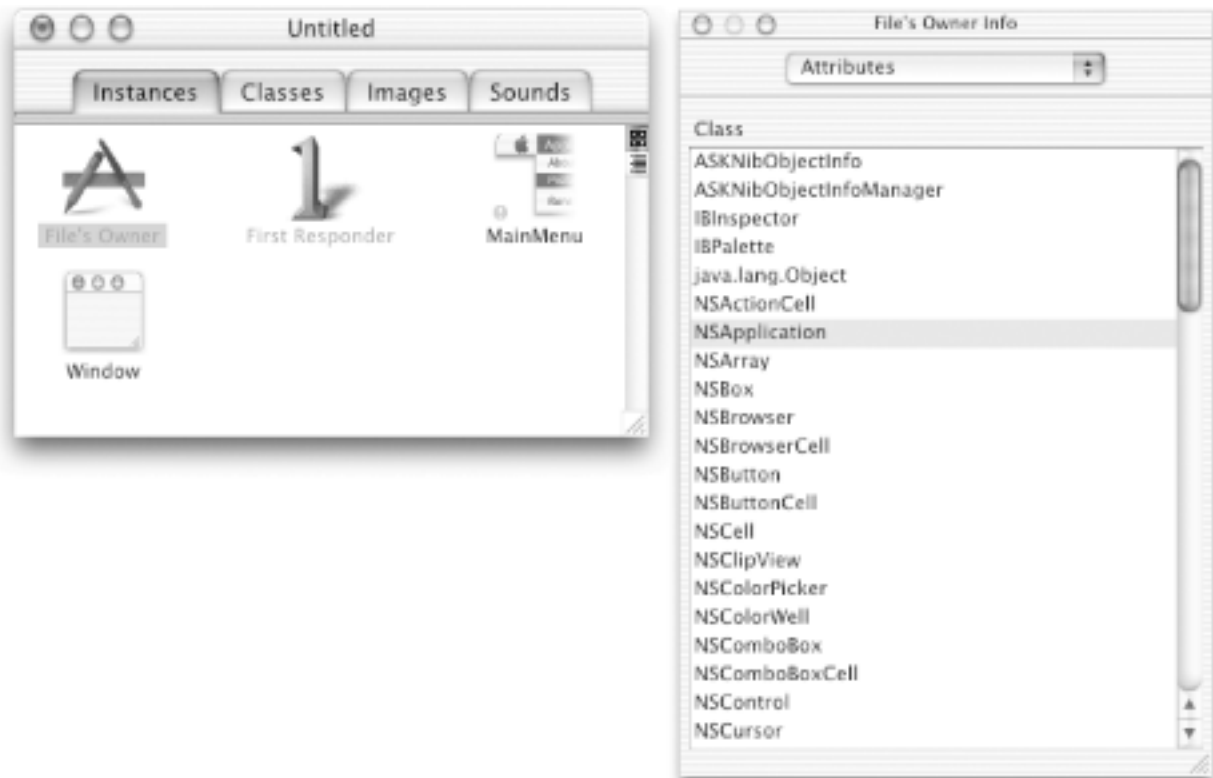 Untitled
Instances
Classes
Images
Sounds
File's Owner
First Responder
MainMenu
Window
File's Owner Info
Attributes
Class
ASKNibObjectInfo
ASKNibObjectInfoManager
IBInspector
IBPalette
java.lang.Object
NSActionCell
NSApplication
NSArray
NSBox
NSBrowser
NSBrowserCell
NSButton
NSButtonCell
NSCell
NSClipView
NSColorPicker
NSColorWell
NSComboBox
NSComboBoxCell
NSControl
NSCursor